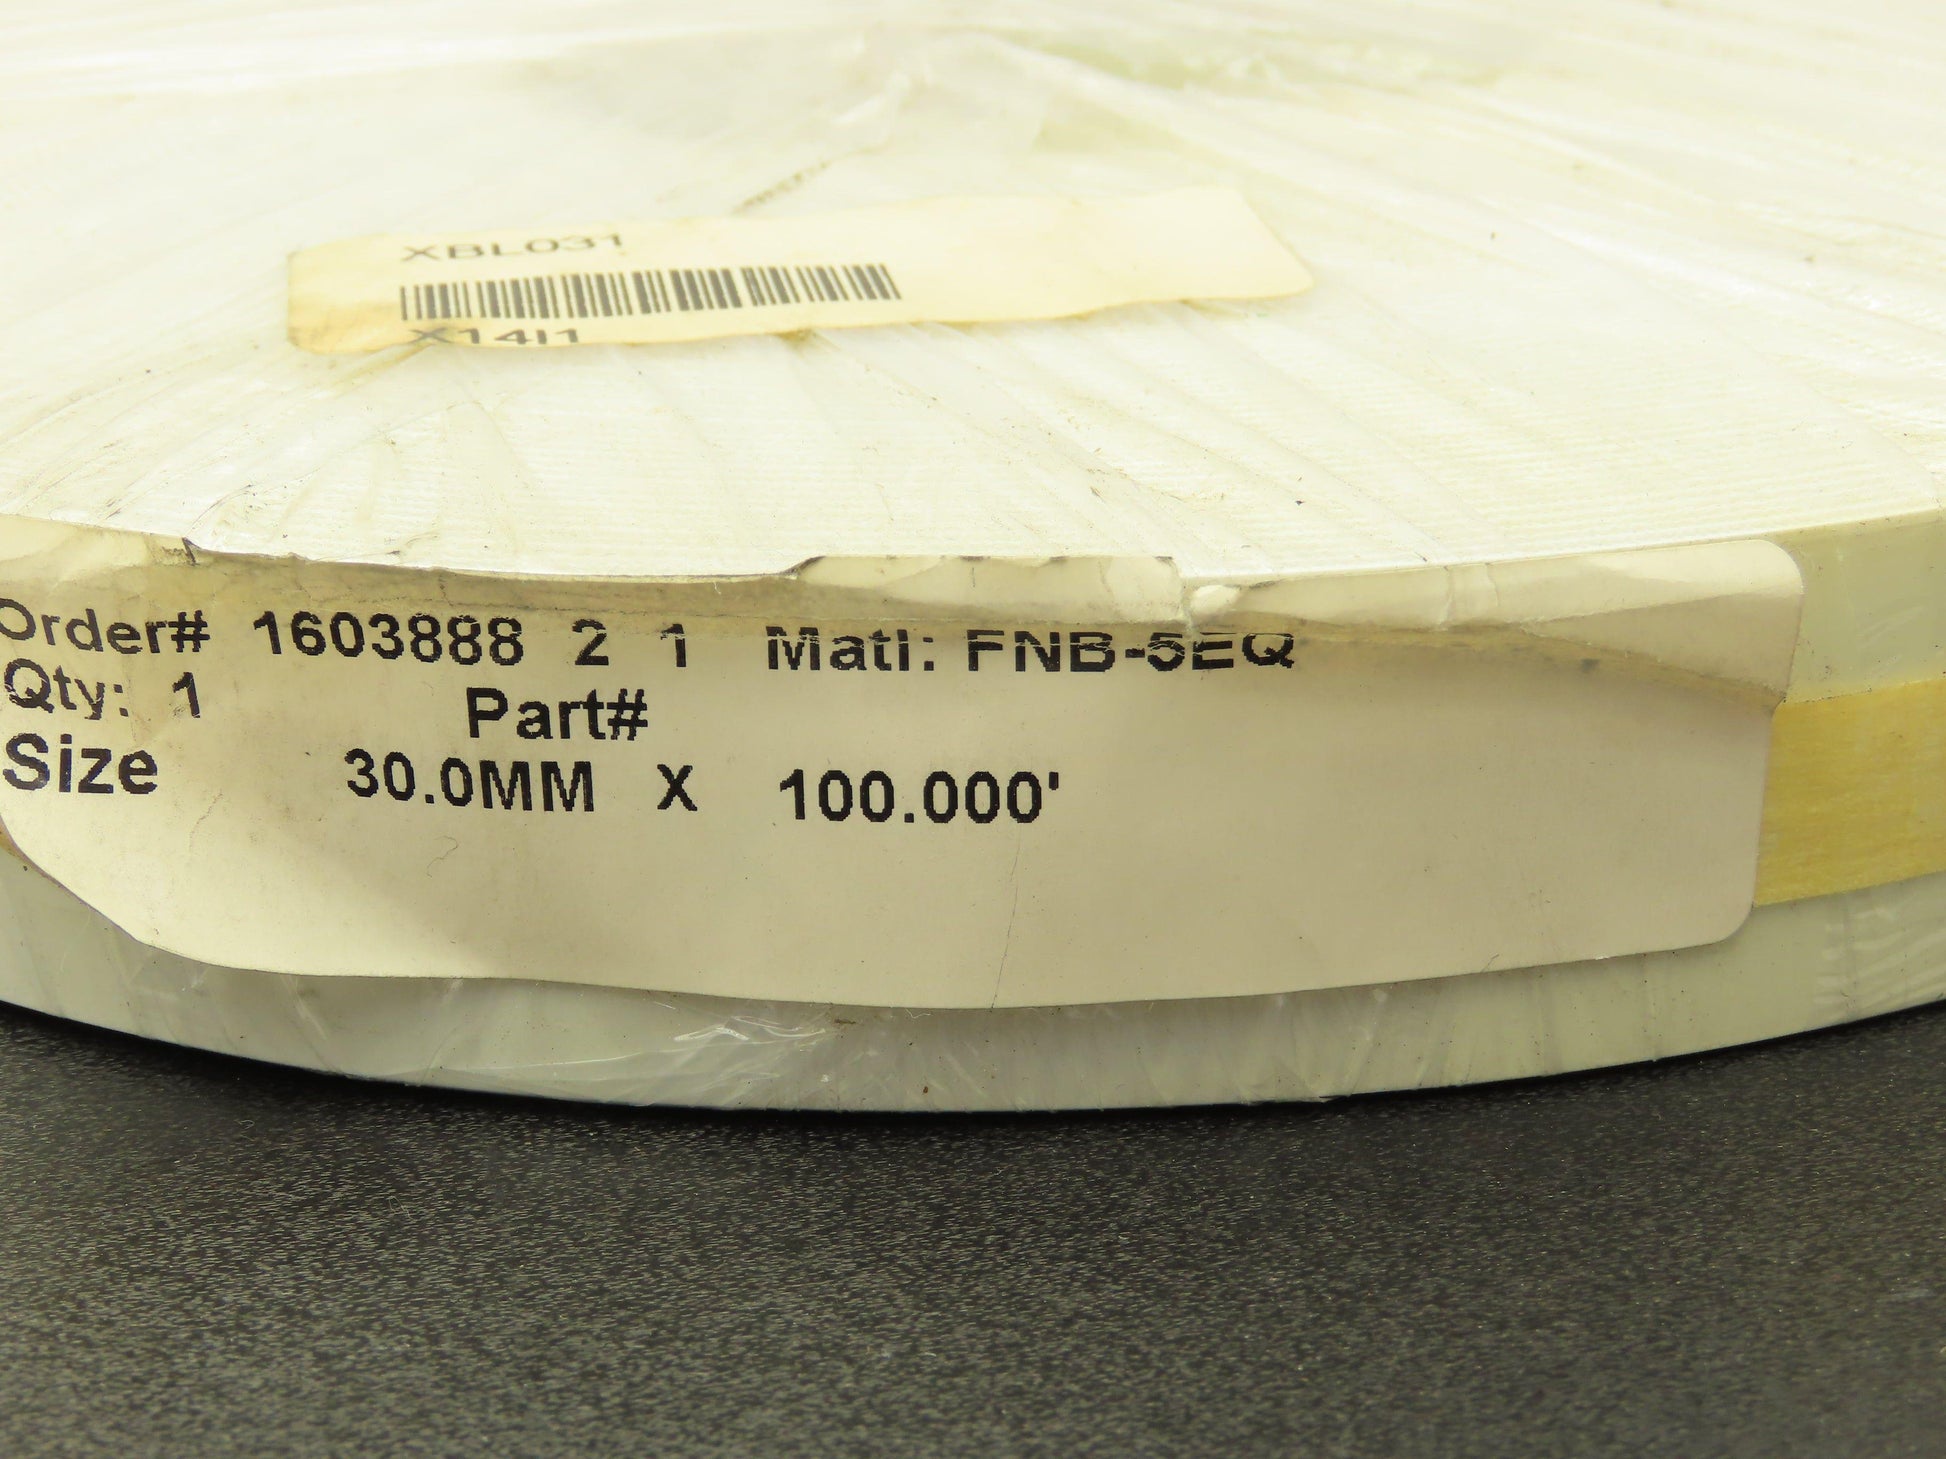 XBL031
X14I1
Order# 1603888 2 1 Matl: FNB-5EQ
Qty: 1 Part#
Size 30.0MM X 100.000'